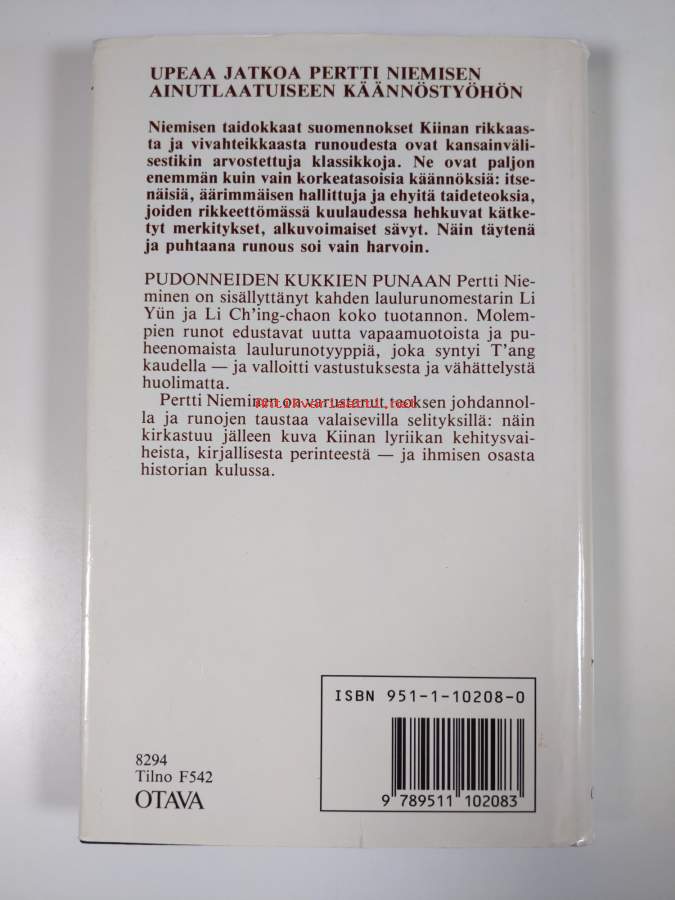 UPEAA JATKOA PERTTI NIEMISEN
AINUTLAATUISEEN KÄÄNNÖSTYÖHÖN
Niemisen taidokkaat suomennokset Kiinan rikkaas-
ta ja vivahteikkaasta runoudesta ovat kansainväli-
sestikin arvostettuja klassikkoja. Ne ovat paljon
enemmän kuin vain korkeatasoisia käännöksiä: itse-
näisiä, äärimmäisen hallittuja ja ehyitä taideteoksia,
joiden rikkeettömässä kuulaudessa hehkuvat kätke-
tyt merkitykset, alkuvoimaiset sävyt. Näin täytenä
ja puhtaana runous soi vain harvoin.
PUDONNEIDEN KUKKIEN PUNAAN Pertti Nie-
minen on sisällyttänyt kahden laulurunomestarin Li
Yün ja Li Ch'ing-chaon koko tuotannon. Molem-
pien runot edustavat uutta vapaamuotoista ja pu-
heenomaista laulurunotyyppiä, joka syntyi T'ang
kaudella — ja valloitti vastustuksesta ja vähättelystä
huolimatta.
Pertti Nieminen on varustanut teoksen johdannol-
la ja runojen taustaa valaisevilla selityksillä: näin
kirkastuu jälleen kuva Kiinan lyriikan kehitysvai-
heista, kirjallisesta perinteestä — ja ihmisen osasta
historian kulussa.
Antikvariaatti.net
ISBN 951-1-10208-0
9 789511 102083
8294
Tilno F542
OTAVA